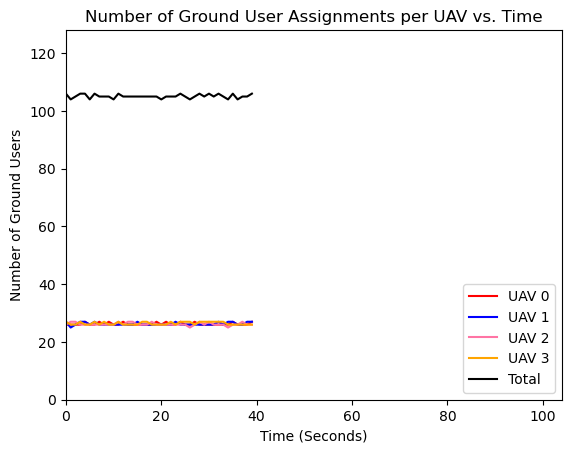 Number of Ground User Assignments per UAV vs. Time
Number of Ground Users
120
100
80
60
40
20
0
0 20 40 60 80 100
Time (Seconds)
UAV 0
UAV 1
UAV 2
UAV 3
Total